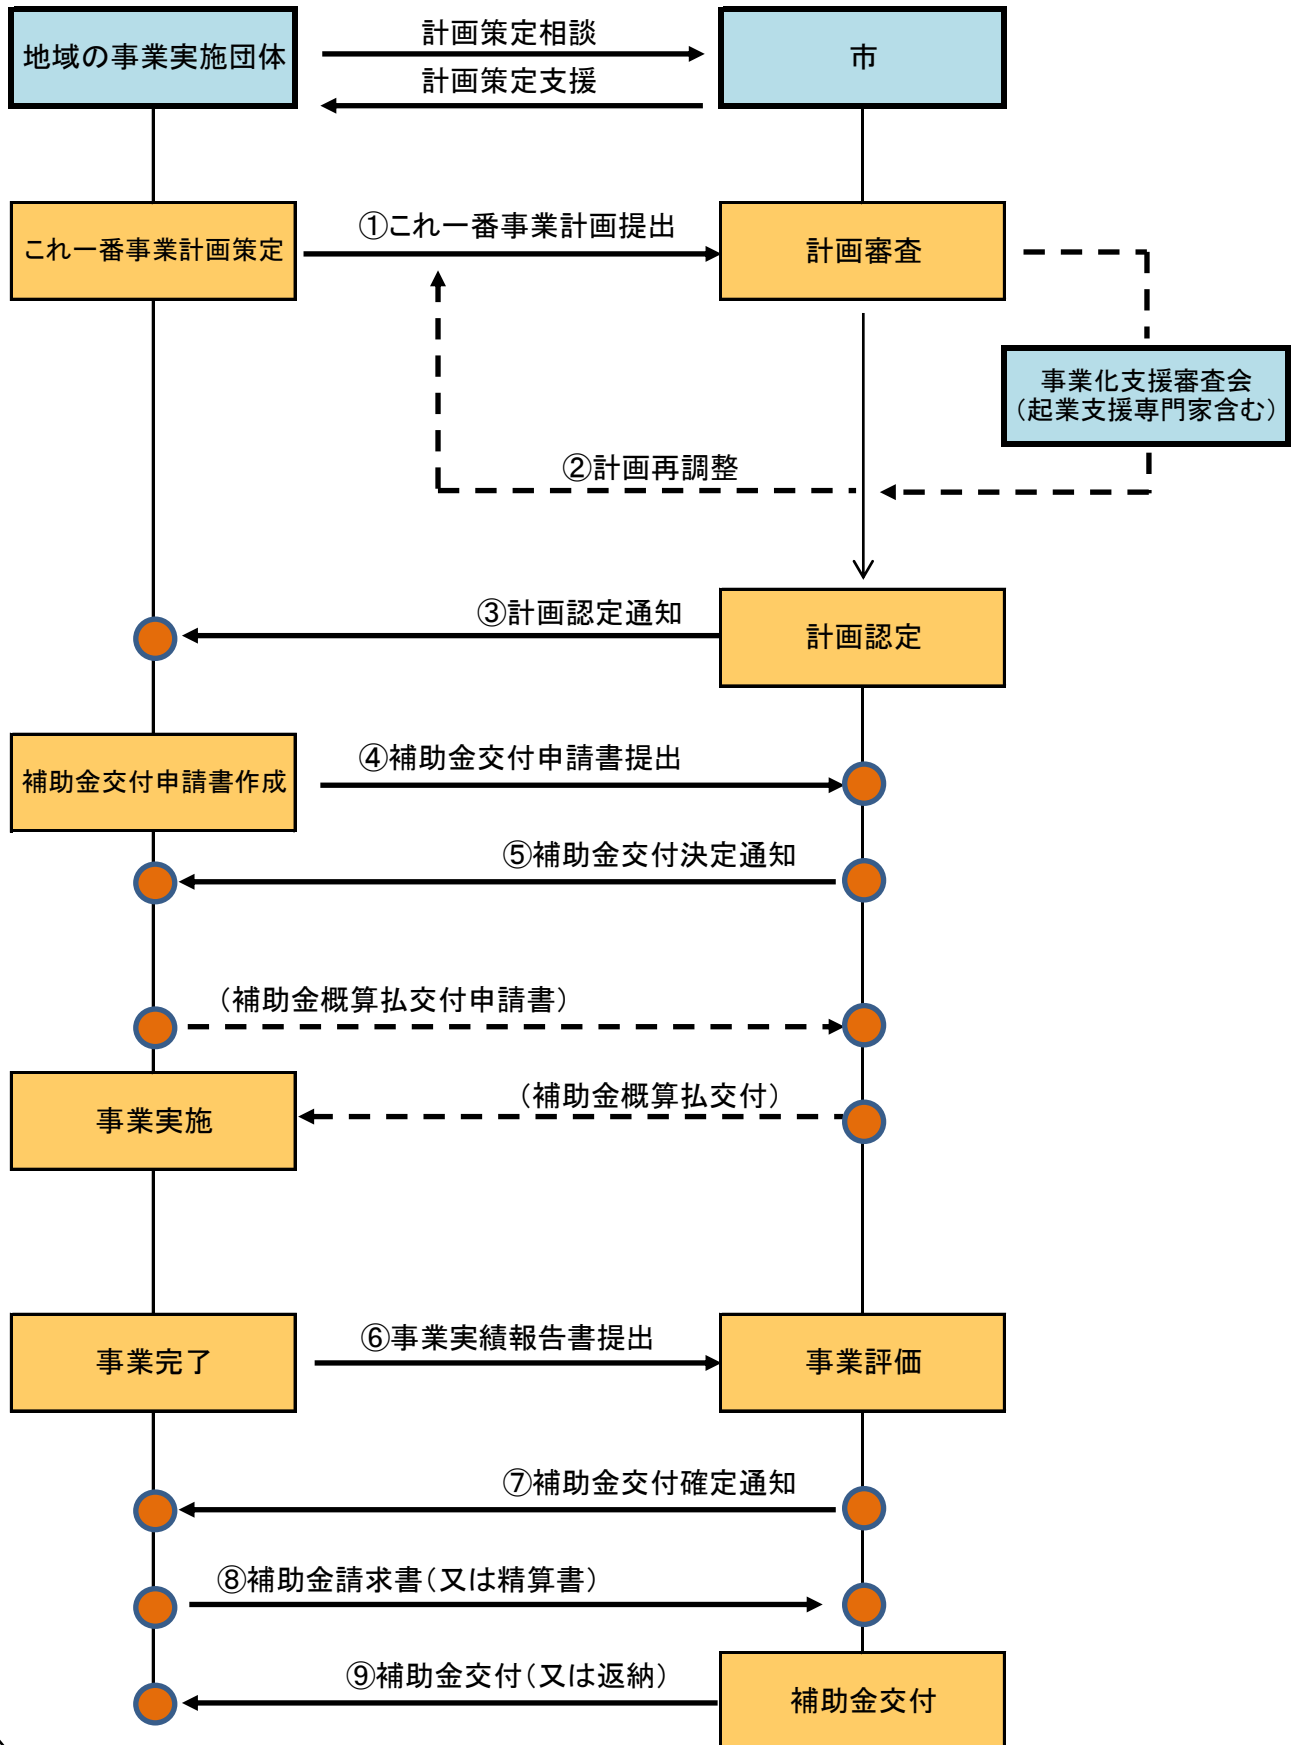 地域の事業実施団体
計画策定相談
市
計画策定支援
これ一番事業計画策定
①これ一番事業計画提出
計画審査
事業化支援審査会
（起業支援専門家含む）
②計画再調整
③計画認定通知
計画認定
補助金交付申請書作成
④補助金交付申請書提出
⑤補助金交付決定通知
（補助金概算払交付申請書）
事業実施
（補助金概算払交付）
事業完了
⑥事業実績報告書提出
事業評価
⑦補助金交付確定通知
⑧補助金請求書（又は精算書）
⑨補助金交付（又は返納）
補助金交付